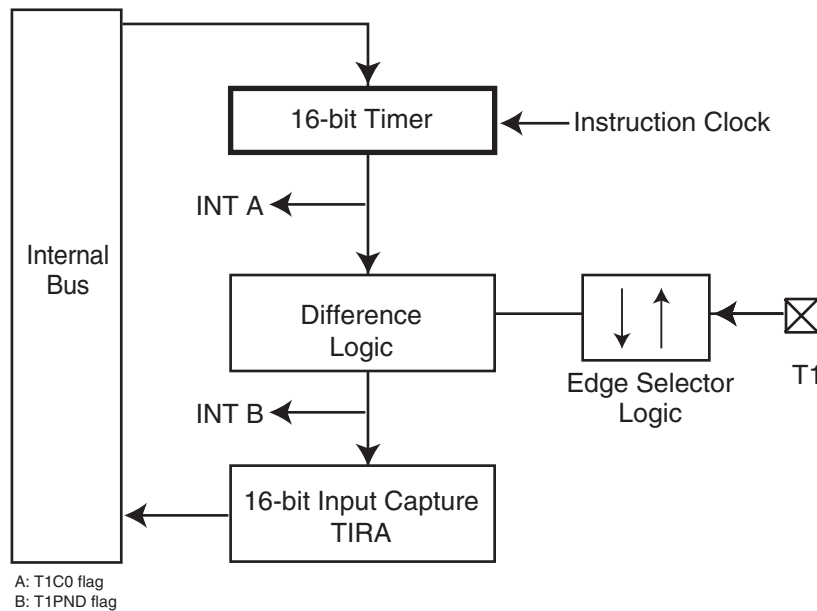 16-bit Timer
Instruction Clock
INT A
Internal
Bus
Difference
Logic
Edge Selector
Logic
T1
INT B
16-bit Input Capture
TIRA
A: T1C0 flag
B: T1PND flag